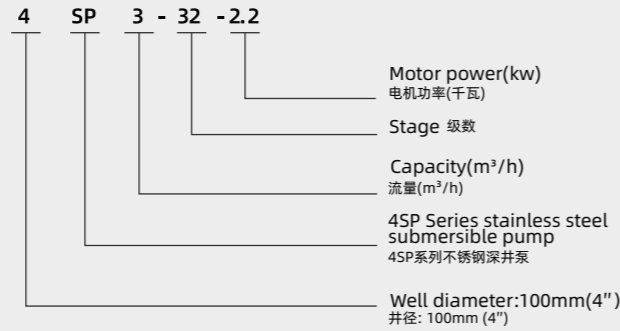 4 SP 3 - 32 - 2.2
Motor power(kw)
电机功率(千瓦)
Stage 级数
Capacity(m³/h)
流量(m³/h)
4SP Series stainless steel
submersible pump
4SP系列不锈钢深井泵
Well diameter:100mm(4")
井径: 100mm (4")